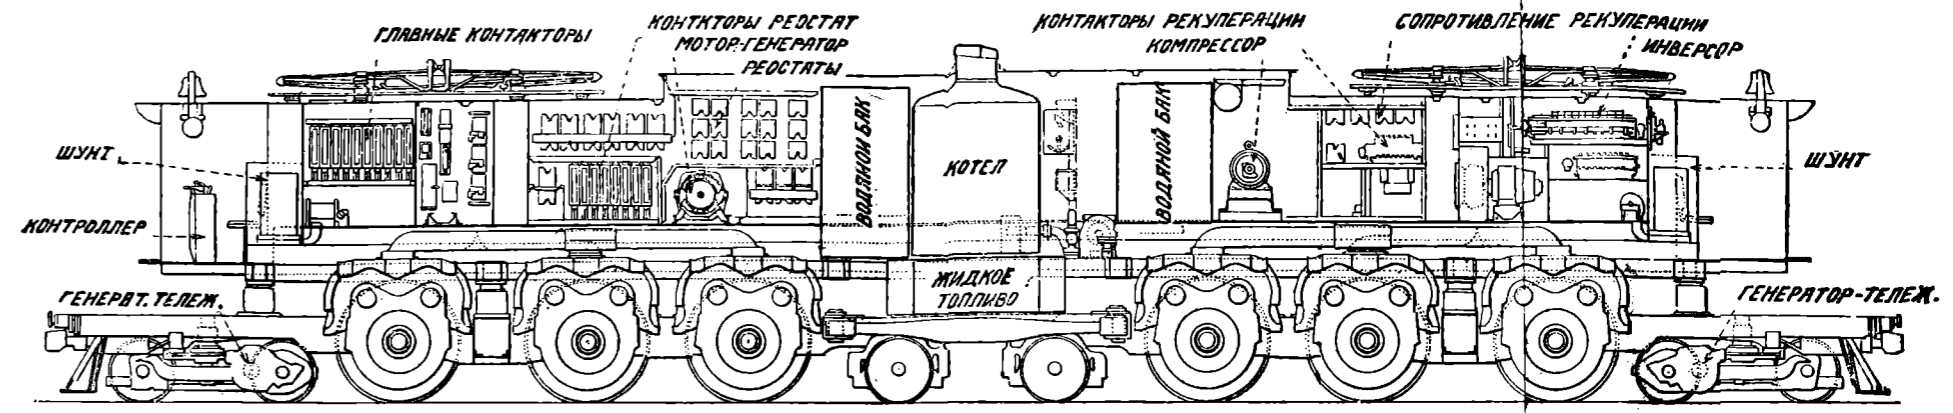 ГЛАВНЫЕ КОНТАКТОРЫ
КОНТКТОРЫ РЕОСТАТ
МОТОР-ГЕНЕРАТОР
РЕОСТАТЫ
КОНТАКТОРЫ РЕКУПЕРАЦИИ
КОМПРЕССОР
СОПРОТИВЛЕНИЕ РЕКУПЕРАЦИИ
ИНВЕРСОР
ШУНТ
КОНТРОЛЛЕР
ВОДЯНОЙ БАК
КОТЕЛ
ВОДЯНОЙ БАК
ШУНТ
ГЕНЕРАТ. ТЕЛЕЖ.
ЖИДКОЕ
ТОПЛИВО
ГЕНЕРАТОР-ТЕЛЕЖ.